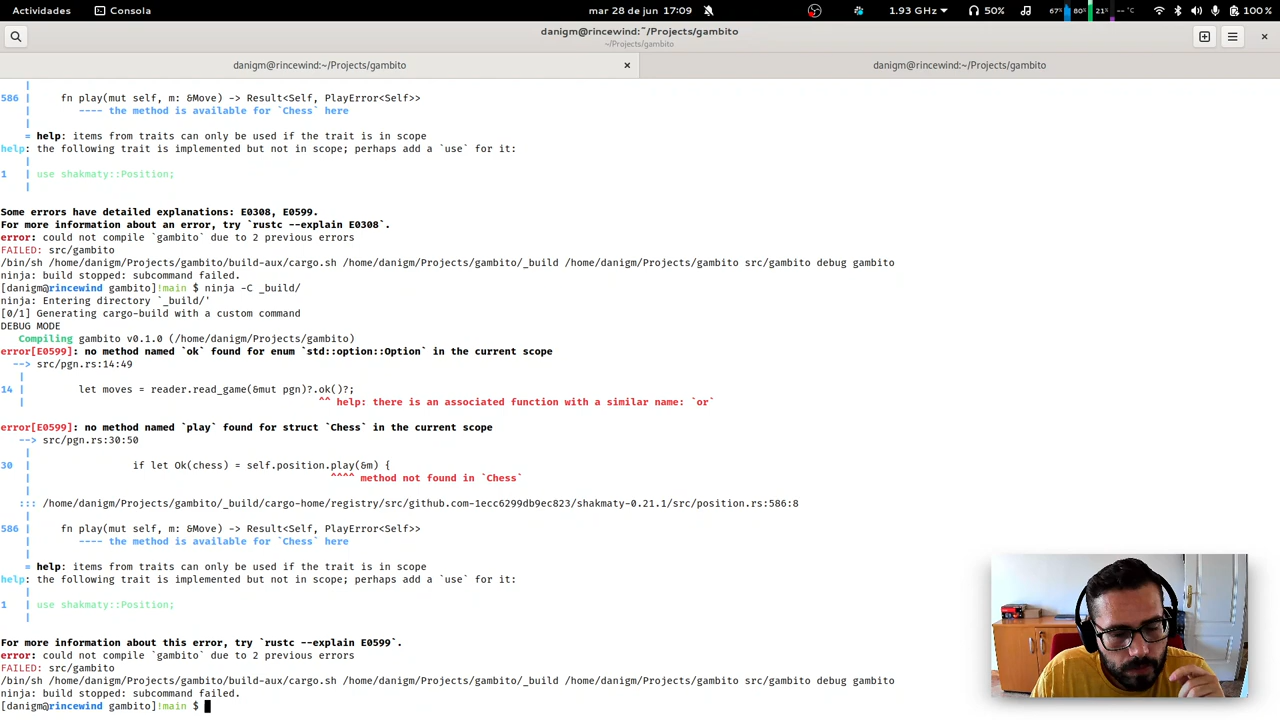 Actividades
Consola
mar 28 de jun 17:09
1.93 GHz
50%
67%
80%
21%
--°C
100 %
danigm@rincewind: ~/Projects/gambito
~/Projects/gambito
danigm@rincewind:~/Projects/gambito
danigm@rincewind:~/Projects/gambito
|
586 | fn play(mut self, m: &Move) -> Result<Self, PlayError<Self>>
| ---- the method is available for `Chess` here
|
= help: items from traits can only be used if the trait is in scope
help: the following trait is implemented but not in scope; perhaps add a `use` for it:
|
1 | use shakmaty::Position;
|
Some errors have detailed explanations: E0308, E0599.
For more information about an error, try `rustc --explain E0308`.
error: could not compile `gambito` due to 2 previous errors
FAILED: src/gambito
/bin/sh /home/danigm/Projects/gambito/build-aux/cargo.sh /home/danigm/Projects/gambito/_build /home/danigm/Projects/gambito src/gambito debug gambito
ninja: build stopped: subcommand failed.
[danigm@rincewind gambito]!main $ ninja -C _build/
ninja: Entering directory `_build/'
[0/1] Generating cargo-build with a custom command
DEBUG MODE
Compiling gambito v0.1.0 (/home/danigm/Projects/gambito)
error[E0599]: no method named `ok` found for enum `std::option::Option` in the current scope
--> src/pgn.rs:14:49
|
14 | let moves = reader.read_game(&mut pgn)?.ok()?;
| ^^ help: there is an associated function with a similar name: `or`
error[E0599]: no method named `play` found for struct `Chess` in the current scope
--> src/pgn.rs:30:50
|
30 | if let Ok(chess) = self.position.play(&m) {
| ^^^^ method not found in `Chess`
|
::: /home/danigm/Projects/gambito/_build/cargo-home/registry/src/github.com-1ecc6299db9ec823/shakmaty-0.21.1/src/position.rs:586:8
|
586 | fn play(mut self, m: &Move) -> Result<Self, PlayError<Self>>
| ---- the method is available for `Chess` here
|
= help: items from traits can only be used if the trait is in scope
help: the following trait is implemented but not in scope; perhaps add a `use` for it:
|
1 | use shakmaty::Position;
|
For more information about this error, try `rustc --explain E0599`.
error: could not compile `gambito` due to 2 previous errors
FAILED: src/gambito
/bin/sh /home/danigm/Projects/gambito/build-aux/cargo.sh /home/danigm/Projects/gambito/_build /home/danigm/Projects/gambito src/gambito debug gambito
ninja: build stopped: subcommand failed.
[danigm@rincewind gambito]!main $